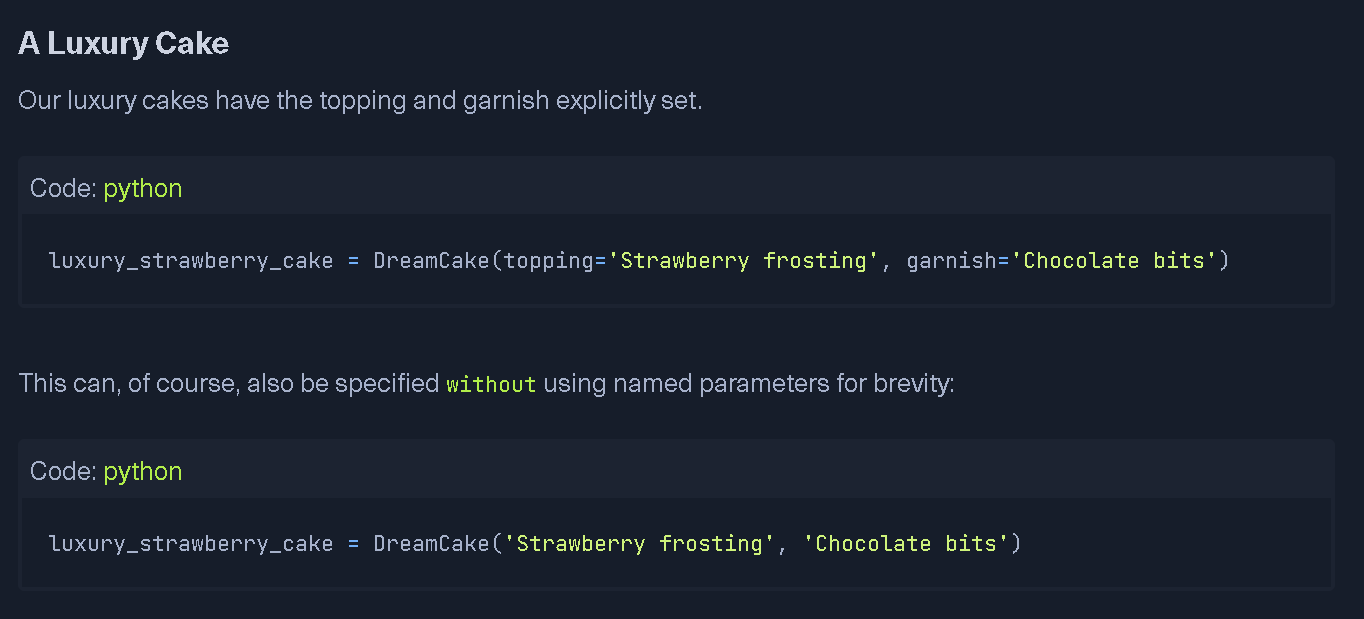 A Luxury Cake
Our luxury cakes have the topping and garnish explicitly set.
Code: python
luxury_strawberry_cake = DreamCake(topping='Strawberry frosting', garnish='Chocolate bits')
This can, of course, also be specified without using named parameters for brevity:
Code: python
luxury_strawberry_cake = DreamCake('Strawberry frosting', 'Chocolate bits')